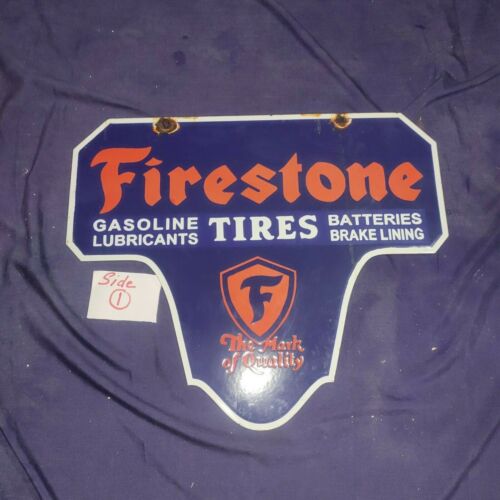 Firestone
GASOLINE
LUBRICANTS
TIRES
BATTERIES
BRAKE LINING
Side
1
F
The Mark
of Quality